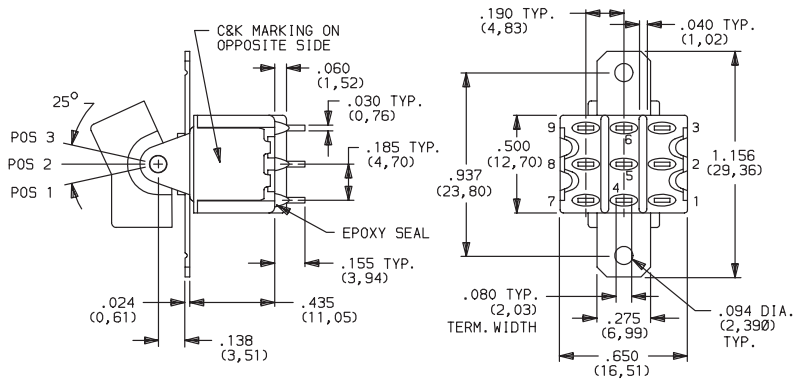 C&K MARKING ON
OPPOSITE SIDE
.060
(1,52)
.030 TYP.
(0,76)
25°
POS 3
POS 2
POS 1
.185 TYP.
(4,70)
EPOXY SEAL
.155 TYP.
(3,94)
.024
(0,61)
.435
(11,05)
.138
(3,51)
.190 TYP.
(4,83)
.040 TYP.
(1,02)
9
6
3
.500
(12,70)
8
5
2
1.156
(29,36)
.937
(23,80)
7
4
1
.080 TYP.
(2,03)
TERM. WIDTH
.275
(6,99)
.094 DIA.
(2,39Ø)
TYP.
.650
(16,51)